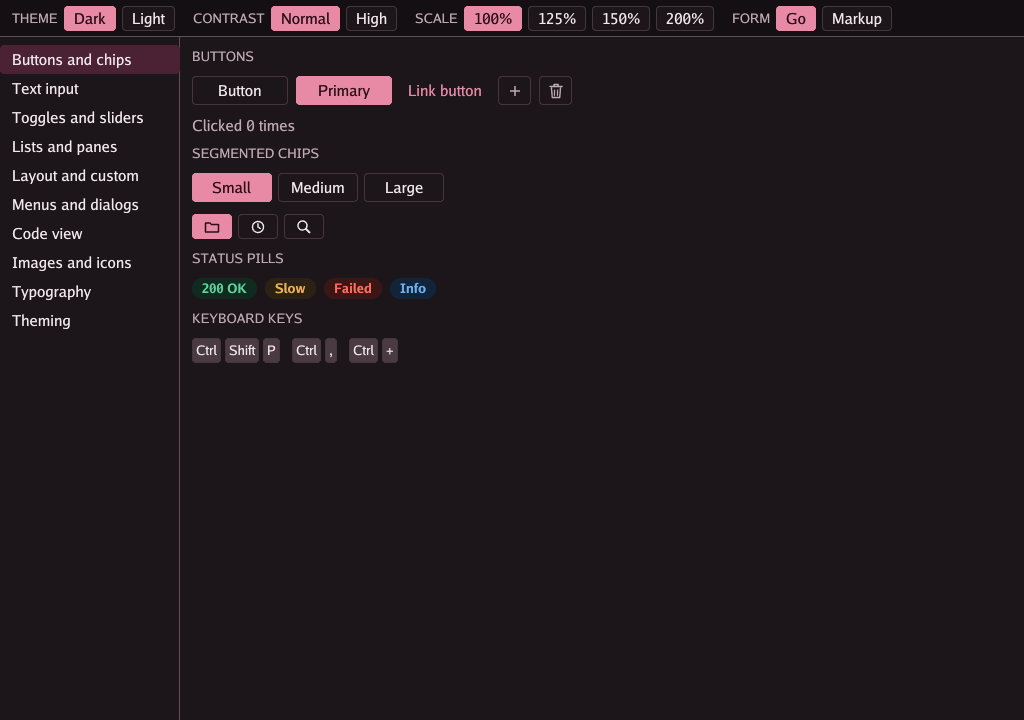 THEME Dark Light CONTRAST Normal High SCALE 100% 125% 150% 200% FORM Go Markup
Buttons and chips
Text input
Toggles and sliders
Lists and panes
Layout and custom
Menus and dialogs
Code view
Images and icons
Typography
Theming
BUTTONS
Button Primary Link button +
Clicked 0 times
SEGMENTED CHIPS
Small Medium Large
STATUS PILLS
200 OK Slow Failed Info
KEYBOARD KEYS
Ctrl Shift P Ctrl , Ctrl +